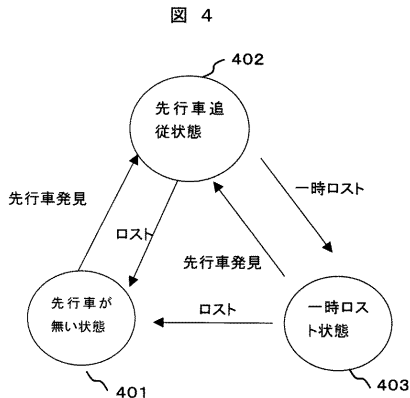 図 4
402
先行車追
従状態
先行車発見
一時ロスト
ロスト
先行車発見
先行車が
無い状態
ロスト
一時ロス
ト状態
401
403